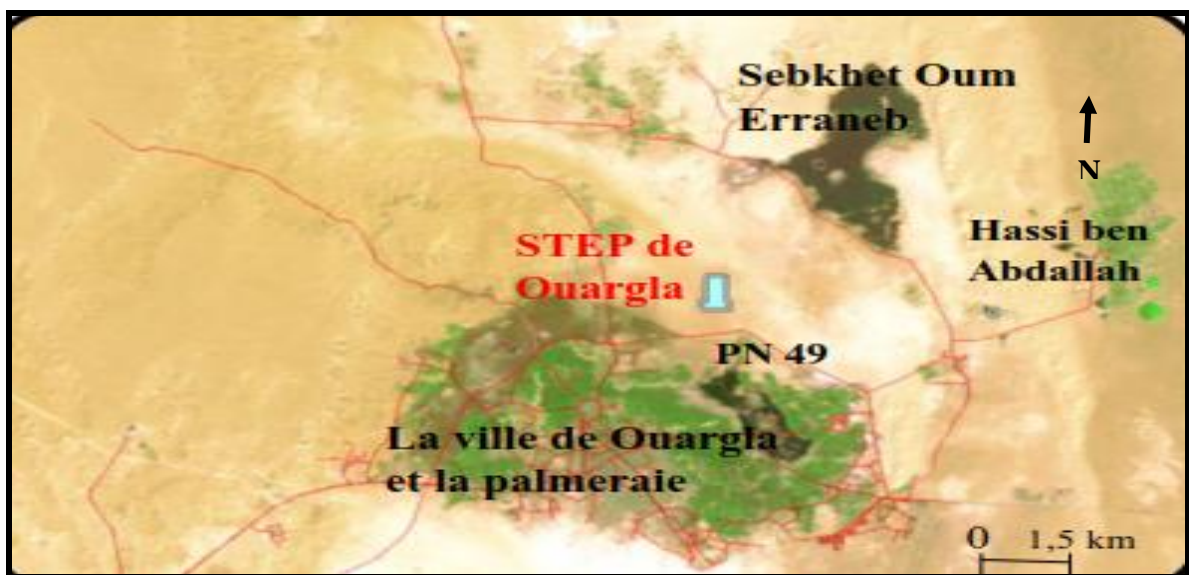 Sebkhet Oum
Erraneb
N
Hassi ben
Abdallah
STEP de
Ouargla
PN 49
La ville de Ouargla
et la palmeraie
0 1,5 km